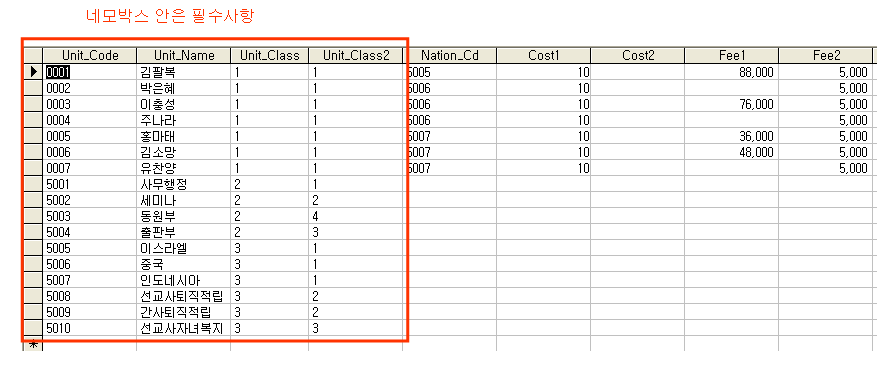 네모박스 안은 필수사항
Unit_Code Unit_Name Unit_Class Unit_Class2 Nation_Cd Cost1 Cost2 Fee1 Fee2
0001 김팔복 1 1 5005 10 88,000 5,000
0002 박은혜 1 1 5006 10 5,000
0003 이충성 1 1 5006 10 76,000 5,000
0004 주나라 1 1 5006 10 5,000
0005 홍마태 1 1 5007 10 36,000 5,000
0006 김소망 1 1 5007 10 48,000 5,000
0007 유찬양 1 1 5007 10 5,000
5001 사무행정 2 1
5002 세미나 2 2
5003 동원부 2 4
5004 출판부 2 3
5005 이스라엘 3 1
5006 중국 3 1
5007 인도네시아 3 1
5008 선교사퇴직적립 3 2
5009 간사퇴직적립 3 2
5010 선교사자녀복지 3 3